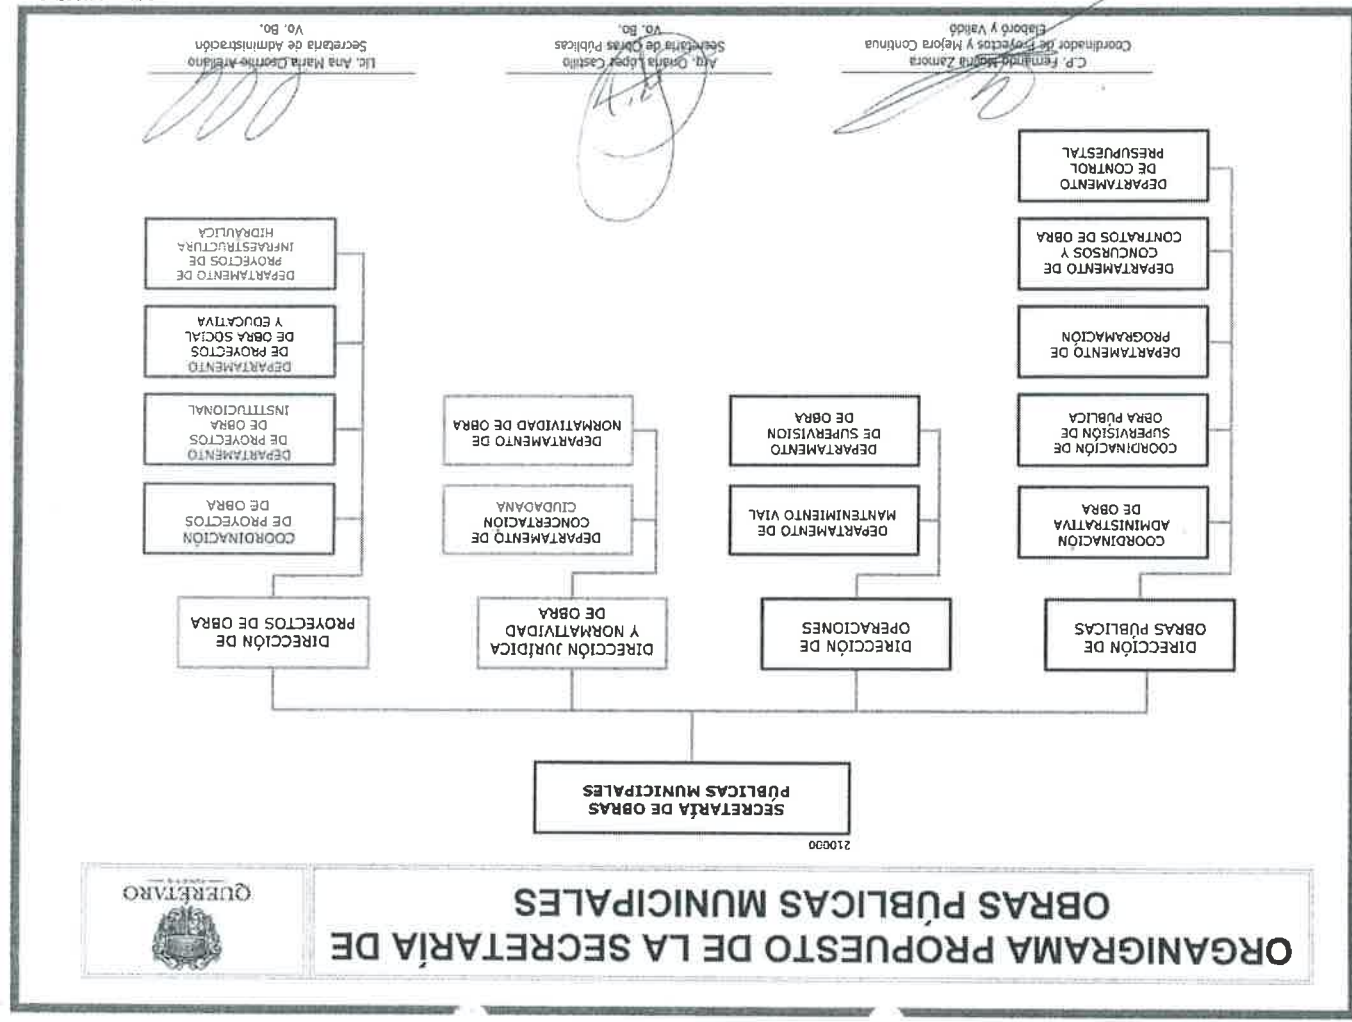 ORGANIGRAMA PROPUESTO DE LA SECRETARÍA DE
OBRAS PÚBLICAS MUNICIPALES
QUERÉTARO
210000
SECRETARÍA DE OBRAS
PÚBLICAS MUNICIPALES
DIRECCIÓN DE
OBRAS PÚBLICAS
COORDINACIÓN
ADMINISTRATIVA
DE OBRA
COORDINACIÓN DE
SUPERVISIÓN DE
OBRA PÚBLICA
DEPARTAMENTO DE
PROGRAMACIÓN
DEPARTAMENTO DE
CONCURSOS Y
CONTRATOS DE OBRA
DEPARTAMENTO
DE CONTROL
PRESUPUESTAL
DIRECCIÓN DE
OPERACIONES
DEPARTAMENTO DE
MANTENIMIENTO VIAL
DEPARTAMENTO
DE SUPERVISION
DE OBRA
DIRECCIÓN JURÍDICA
Y NORMATIVIDAD
DE OBRA
DEPARTAMENTO DE
CONCERTACION
CIUDADANA
DEPARTAMENTO DE
NORMATIVIDAD DE OBRA
DIRECCIÓN DE
PROYECTOS DE OBRA
COORDINACIÓN
DE PROYECTOS
DE OBRA
DEPARTAMENTO
DE PROYECTOS
DE OBRA
INSTITUCIONAL
DEPARTAMENTO
DE PROYECTOS
DE OBRA SOCIAL
Y EDUCATIVA
DEPARTAMENTO DE
PROYECTOS DE
INFRAESTRUCTURA
HIDRÁULICA
C.P. Fernando Zamora
Coordinador de Proyectos y Mejora Continua
Elaboró y Validó
Arq. Oriana López Castillo
Secretaria de Obras Públicas
Vo. Bo.
Lic. Ana María Osornio Arellano
Secretaria de Administración
Vo. Bo.